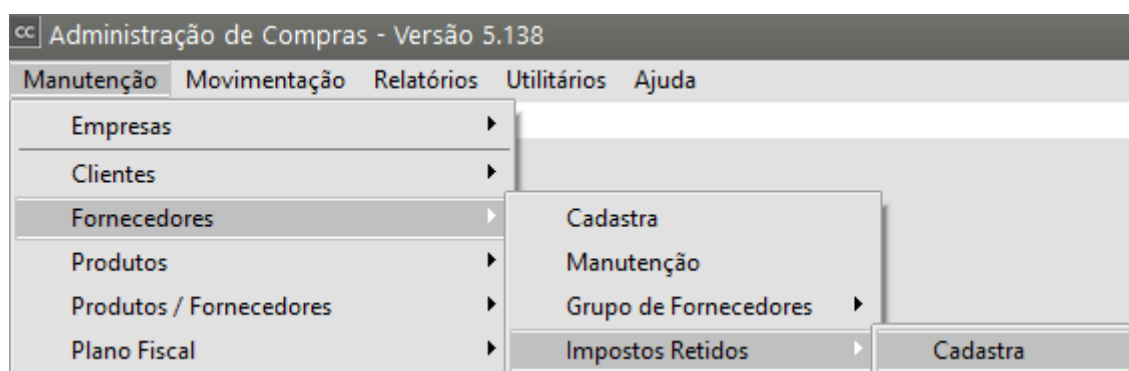 cc Administração de Compras - Versão 5.138
Manutenção Movimentação Relatórios Utilitários Ajuda
Empresas
Clientes
Fornecedores Cadastra
Produtos Manutenção
Produtos / Fornecedores Grupo de Fornecedores
Plano Fiscal Impostos Retidos Cadastra